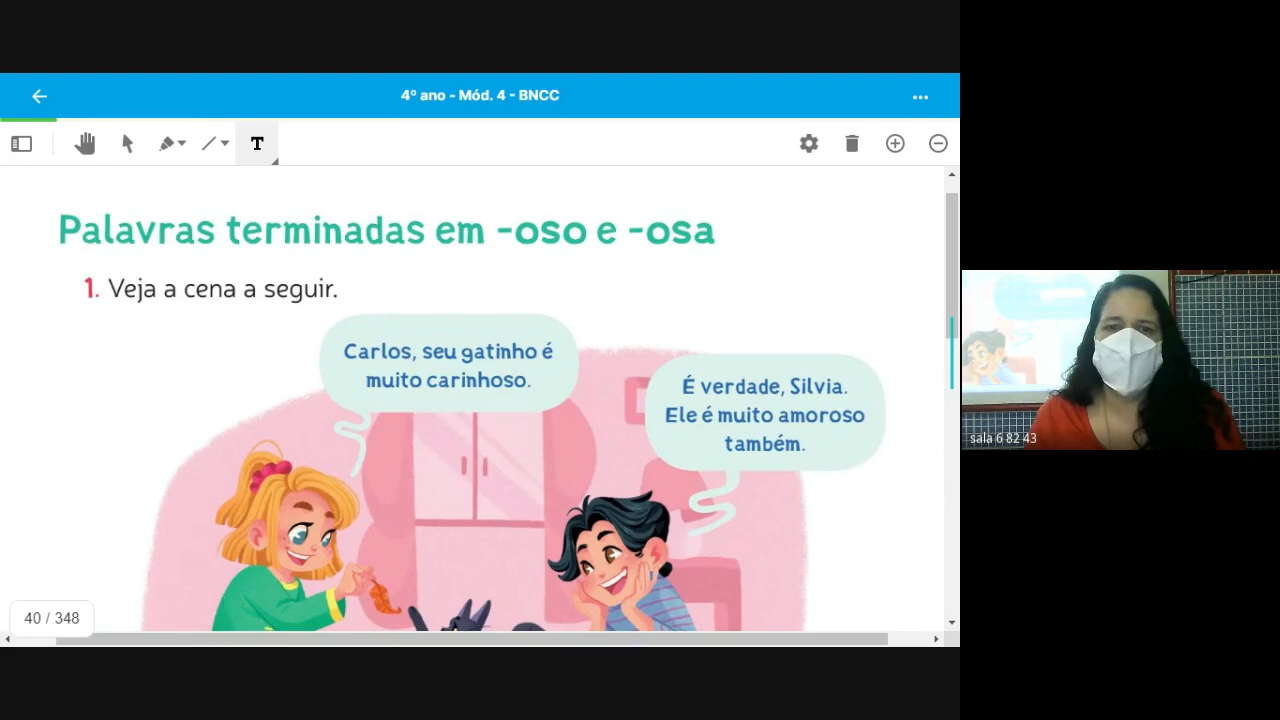 4º ano - Mód. 4 - BNCC
T
Palavras terminadas em -oso e -osa
1. Veja a cena a seguir.
Carlos, seu gatinho é
muito carinhoso.
É verdade, Silvia.
Ele é muito amoroso
também.
40 / 348
sala 6 82 43